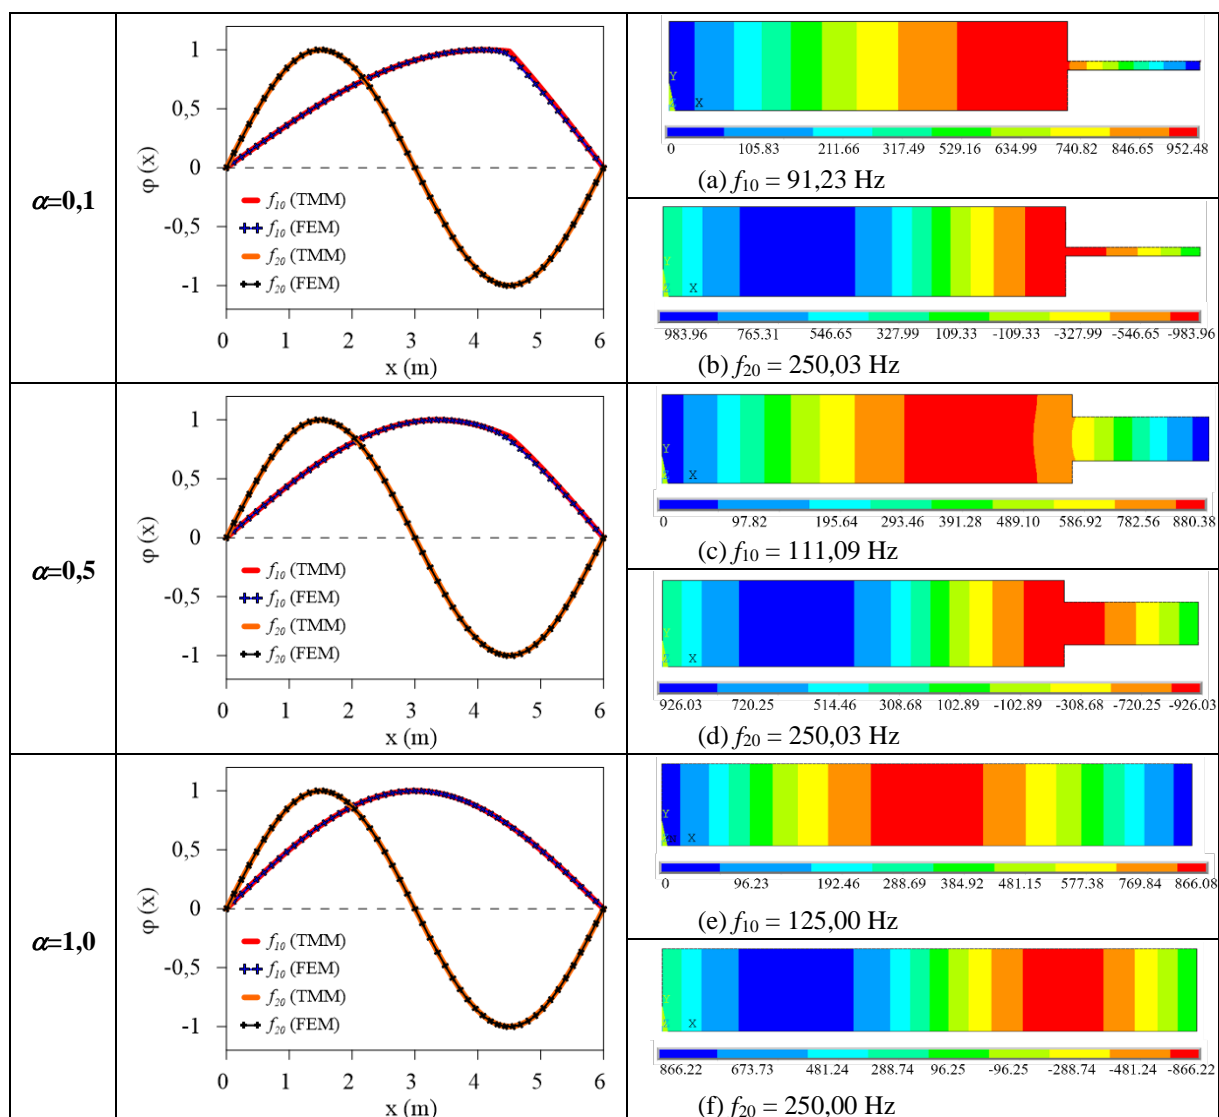 α=0,1
φ (x)
1
0,5
0
-0,5
-1
f10 (TMM)
f10 (FEM)
f20 (TMM)
f20 (FEM)
0 1 2 3 4 5 6
x (m)
Y
Z X
0 105.83 211.66 317.49 529.16 634.99 740.82 846.65 952.48
(a) f10 = 91,23 Hz
Y
Z X
983.96 765.31 546.65 327.99 109.33 -109.33 -327.99 -546.65 -983.96
(b) f20 = 250,03 Hz
α=0,5
φ (x)
1
0,5
0
-0,5
-1
f10 (TMM)
f10 (FEM)
f20 (TMM)
f20 (FEM)
0 1 2 3 4 5 6
x (m)
Y
Z X
0 97.82 195.64 293.46 391.28 489.10 586.92 782.56 880.38
(c) f10 = 111,09 Hz
Y
Z X
926.03 720.25 514.46 308.68 102.89 -102.89 -308.68 -720.25 -926.03
(d) f20 = 250,03 Hz
α=1,0
φ (x)
1
0,5
0
-0,5
-1
f10 (TMM)
f10 (FEM)
f20 (TMM)
f20 (FEM)
0 1 2 3 4 5 6
x (m)
Y
X
0 96.23 192.46 288.69 384.92 481.15 577.38 769.84 866.08
(e) f10 = 125,00 Hz
Y
Z X
866.22 673.73 481.24 288.74 96.25 -96.25 -288.74 -481.24 -866.22
(f) f20 = 250,00 Hz